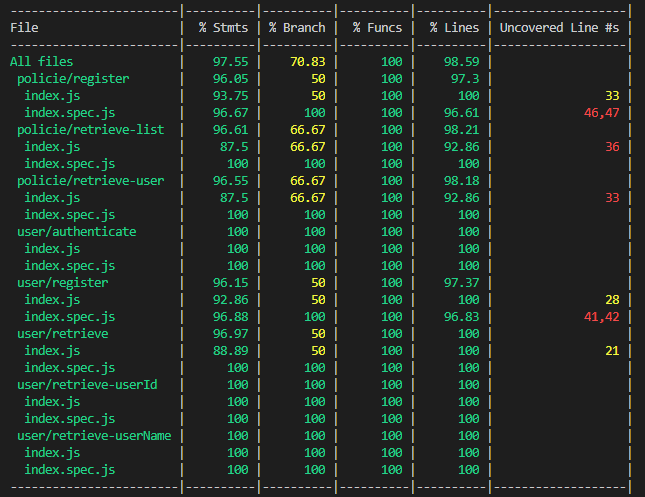 ---------------------------|----------|----------|----------|----------|-------------------|
File                       |  % Stmts | % Branch |  % Funcs |  % Lines | Uncovered Line #s |
---------------------------|----------|----------|----------|----------|-------------------|
All files                  |    97.55 |    70.83 |      100 |    98.59 |                   |
 policie/register          |    96.05 |       50 |      100 |     97.3 |                   |
  index.js                 |    93.75 |       50 |      100 |      100 |                33 |
  index.spec.js            |    96.67 |      100 |      100 |    96.61 |             46,47 |
 policie/retrieve-list     |    96.61 |    66.67 |      100 |    98.21 |                   |
  index.js                 |     87.5 |    66.67 |      100 |    92.86 |                36 |
  index.spec.js            |      100 |      100 |      100 |      100 |                   |
 policie/retrieve-user     |    96.55 |    66.67 |      100 |    98.18 |                   |
  index.js                 |     87.5 |    66.67 |      100 |    92.86 |                33 |
  index.spec.js            |      100 |      100 |      100 |      100 |                   |
 user/authenticate         |      100 |      100 |      100 |      100 |                   |
  index.js                 |      100 |      100 |      100 |      100 |                   |
  index.spec.js            |      100 |      100 |      100 |      100 |                   |
 user/register             |    96.15 |       50 |      100 |    97.37 |                   |
  index.js                 |    92.86 |       50 |      100 |      100 |                28 |
  index.spec.js            |    96.88 |      100 |      100 |    96.83 |             41,42 |
 user/retrieve             |    96.97 |       50 |      100 |      100 |                   |
  index.js                 |    88.89 |       50 |      100 |      100 |                21 |
  index.spec.js            |      100 |      100 |      100 |      100 |                   |
 user/retrieve-userId      |      100 |      100 |      100 |      100 |                   |
  index.js                 |      100 |      100 |      100 |      100 |                   |
  index.spec.js            |      100 |      100 |      100 |      100 |                   |
 user/retrieve-userName    |      100 |      100 |      100 |      100 |                   |
  index.js                 |      100 |      100 |      100 |      100 |                   |
  index.spec.js            |      100 |      100 |      100 |      100 |                   |
---------------------------|----------|----------|----------|----------|-------------------|